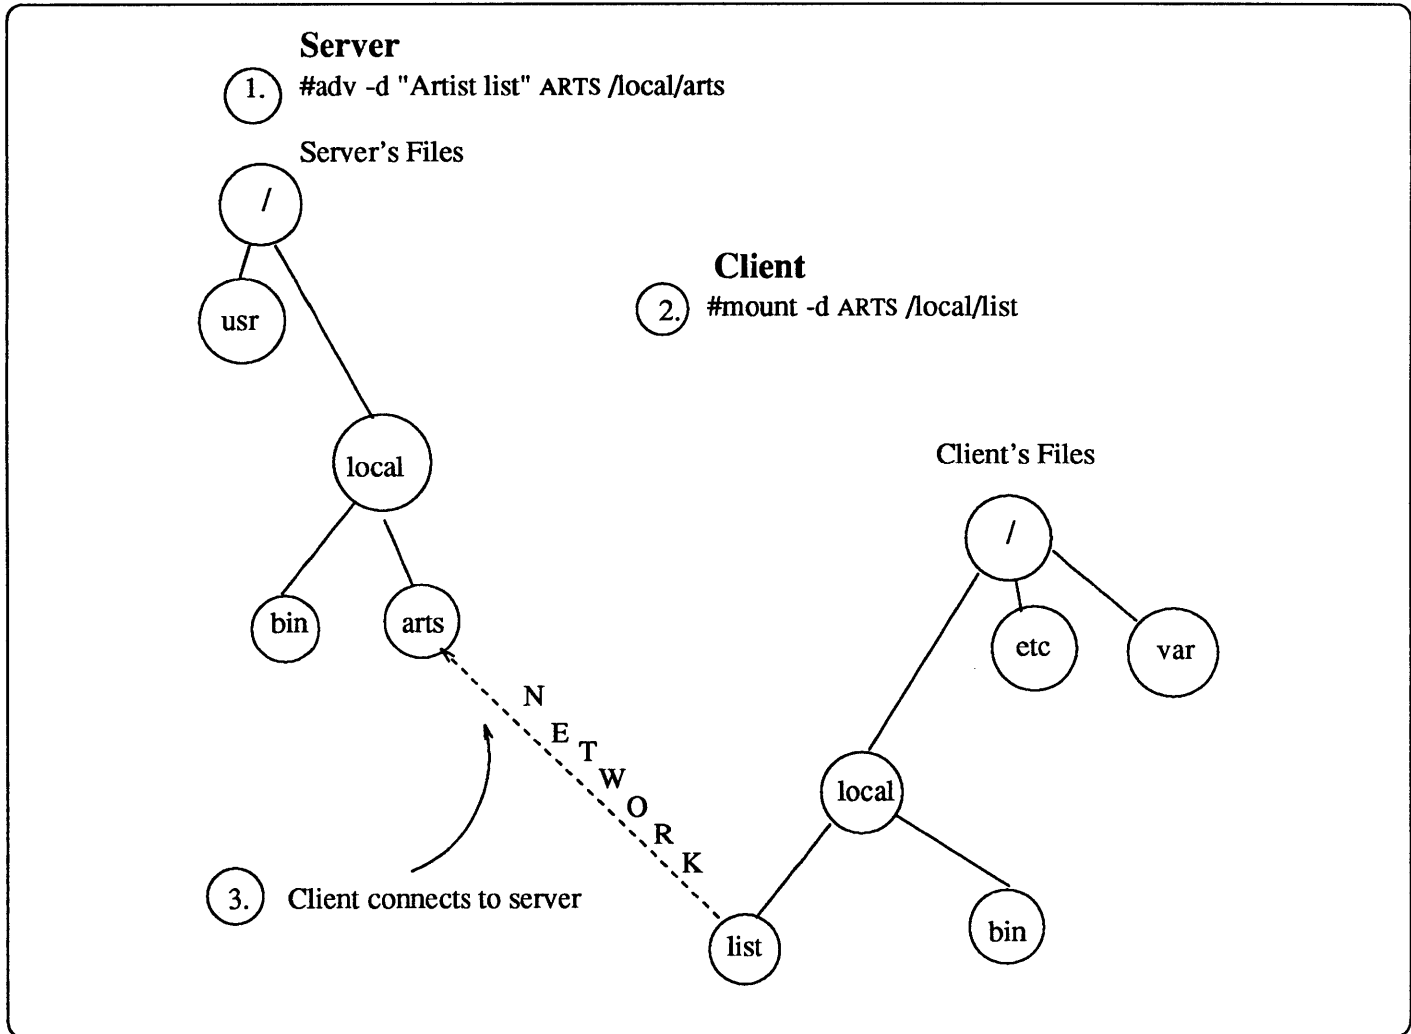 Server
1. #adv -d "Artist list" ARTS /local/arts
Server's Files
/
usr
local
bin
arts
Client
2. #mount -d ARTS /local/list
Client's Files
/
etc
var
local
list
bin
NETWORK
3. Client connects to server